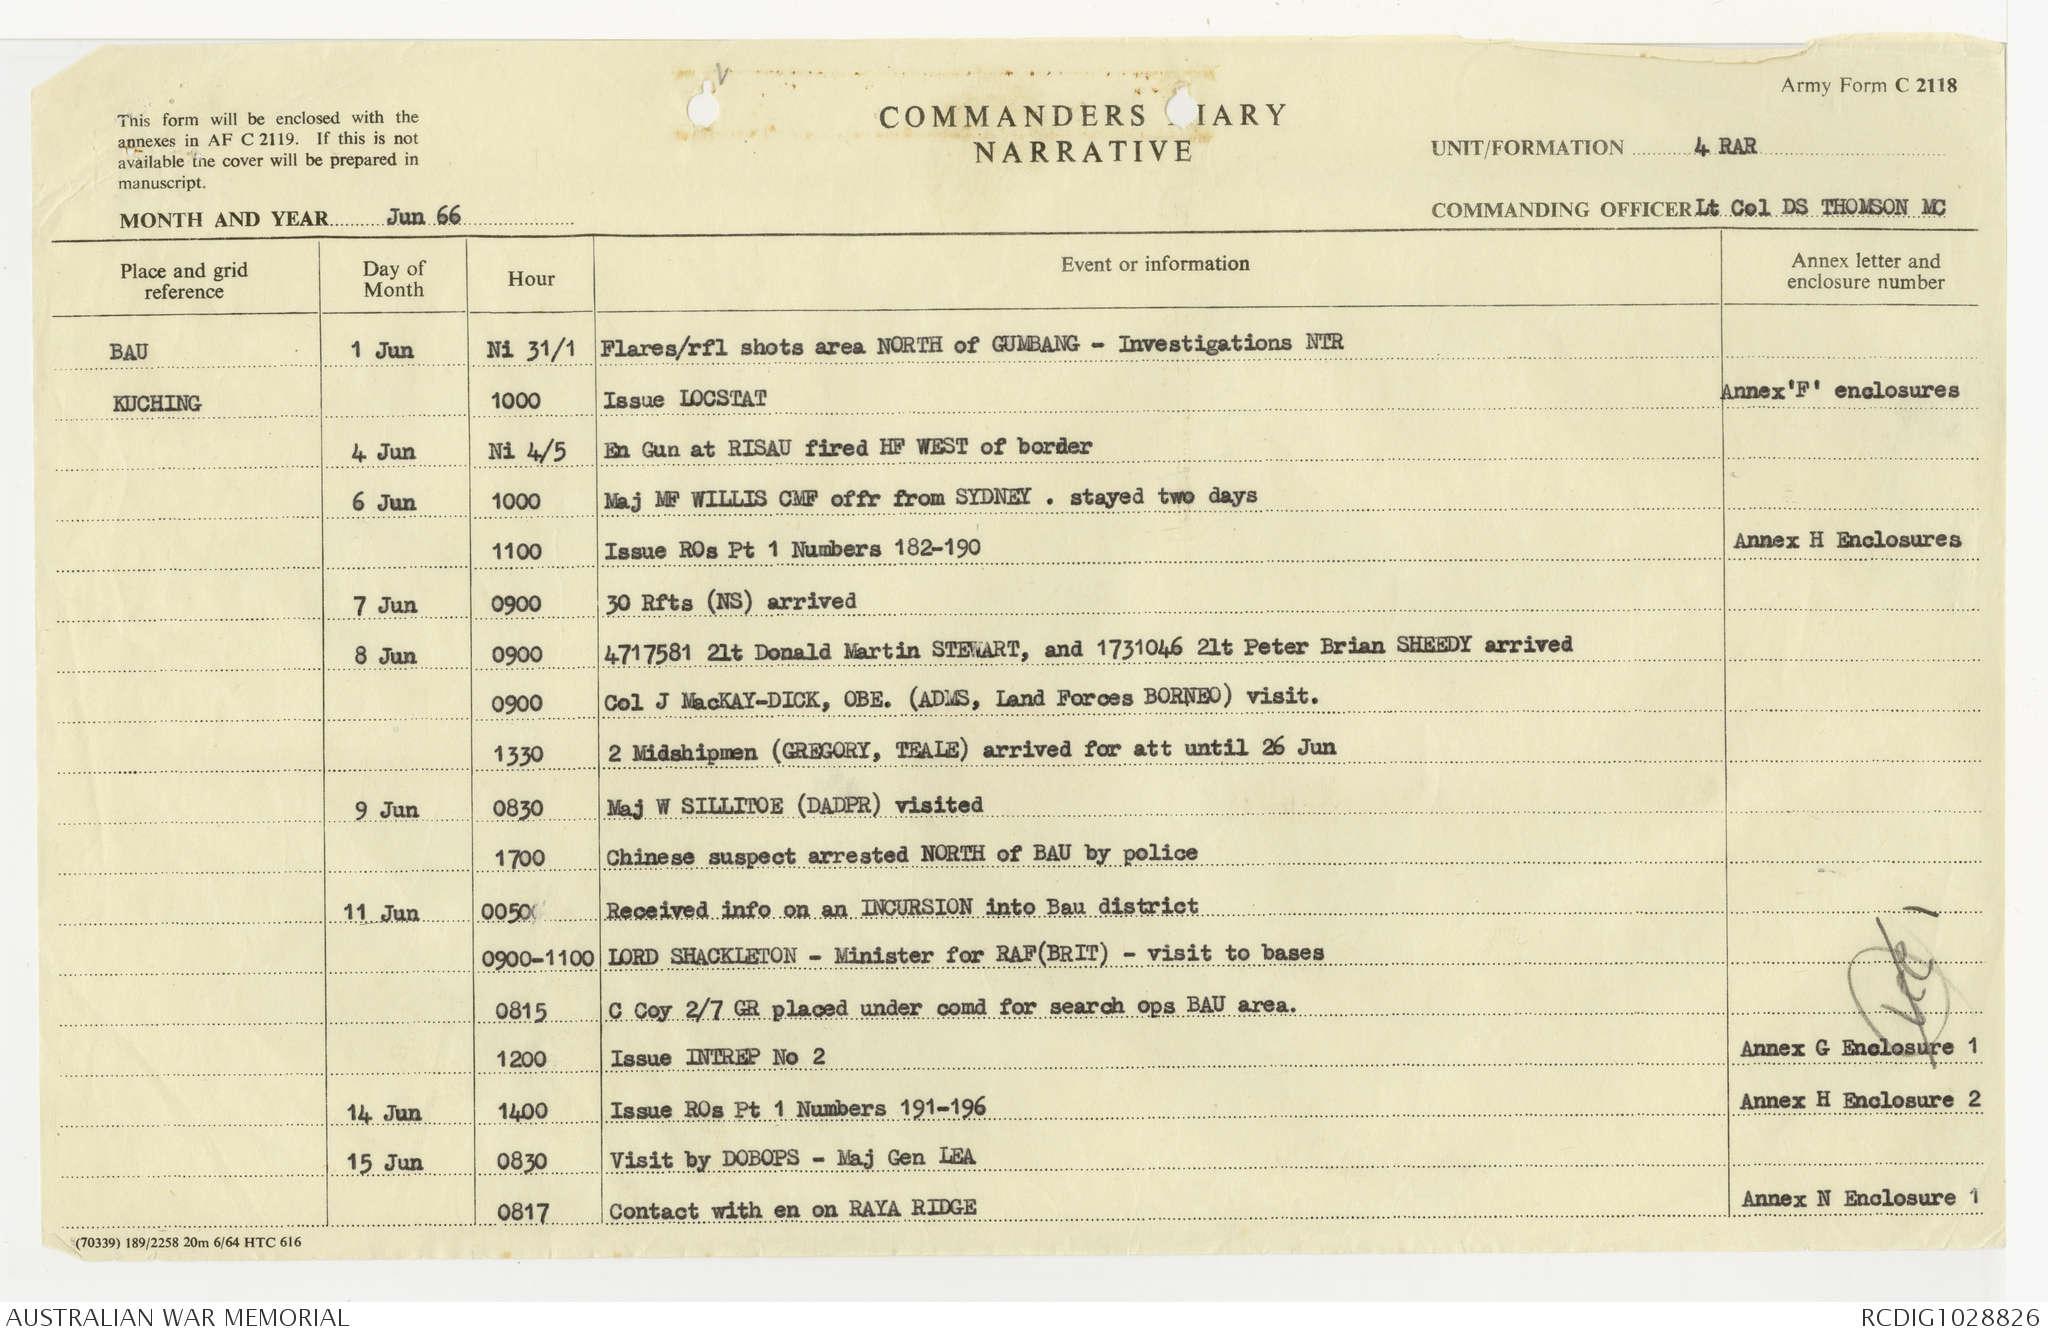 Army Form C 2118
This form will be enclosed with the
annexes in AF C 2119. If this is not
available the cover will be prepared in
manuscript.
COMMANDERS DIARY
NARRATIVE
UNIT/FORMATION 4 RAR
MONTH AND YEAR Jun 66
COMMANDING OFFICER Lt Col DS THOMSON MC
Place and grid reference | Day of Month | Hour | Event or information | Annex letter and enclosure number
BAU 1 Jun Ni 31/1 Flares/rfl shots area NORTH of GUMBANG - Investigations NTR
KUCHING 1000 Issue LOCSTAT Annex'F' enclosures
4 Jun Ni 4/5 En Gun at RISAU fired HF WEST of border
6 Jun 1000 Maj MF WILLIS CMF offr from SYDNEY . stayed two days
1100 Issue ROs Pt 1 Numbers 182-190 Annex H Enclosures
7 Jun 0900 30 Rfts (NS) arrived
8 Jun 0900 4717581 2lt Donald Martin STEWART, and 1731046 2lt Peter Brian SHEEDY arrived
0900 Col J MacKAY-DICK, OBE. (ADMS, Land Forces BORNEO) visit.
1330 2 Midshipmen (GREGORY, TEALE) arrived for att until 26 Jun
9 Jun 0830 Maj W SILLITOE (DADPR) visited
1700 Chinese suspect arrested NORTH of BAU by police
11 Jun 0050 Received info on an INCURSION into Bau district
0900-1100 LORD SHACKLETON - Minister for RAF(BRIT) - visit to bases
0815 C Coy 2/7 GR placed under comd for search ops BAU area.
1200 Issue INTREP No 2 Annex G Enclosure 1
14 Jun 1400 Issue ROs Pt 1 Numbers 191-196 Annex H Enclosure 2
15 Jun 0830 Visit by DOBOPS - Maj Gen LEA
0817 Contact with en on RAYA RIDGE Annex N Enclosure 1
(70339) 189/2258 20m 6/64 HTC 616
AUSTRALIAN WAR MEMORIAL
RCDIG1028826